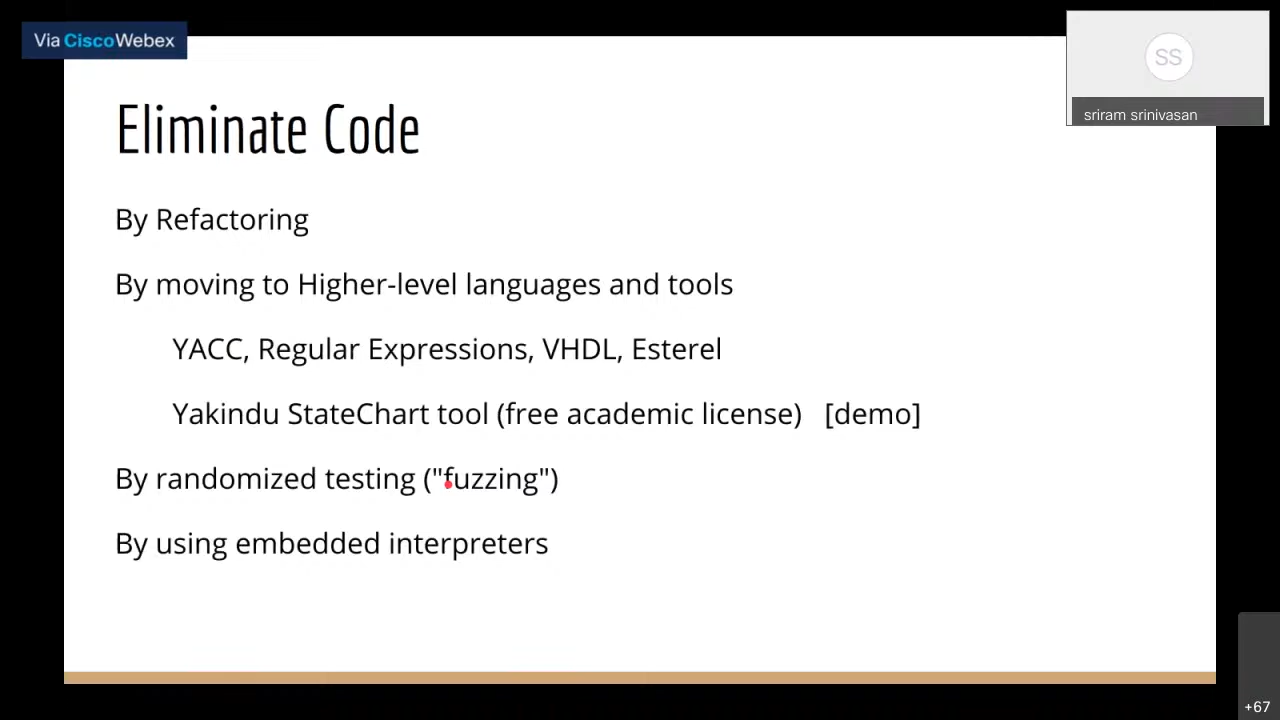 Via CiscoWebex
SS
sriram srinivasan
Eliminate Code
By Refactoring
By moving to Higher-level languages and tools
YACC, Regular Expressions, VHDL, Esterel
Yakindu StateChart tool (free academic license) [demo]
By randomized testing ("fuzzing")
By using embedded interpreters
+67